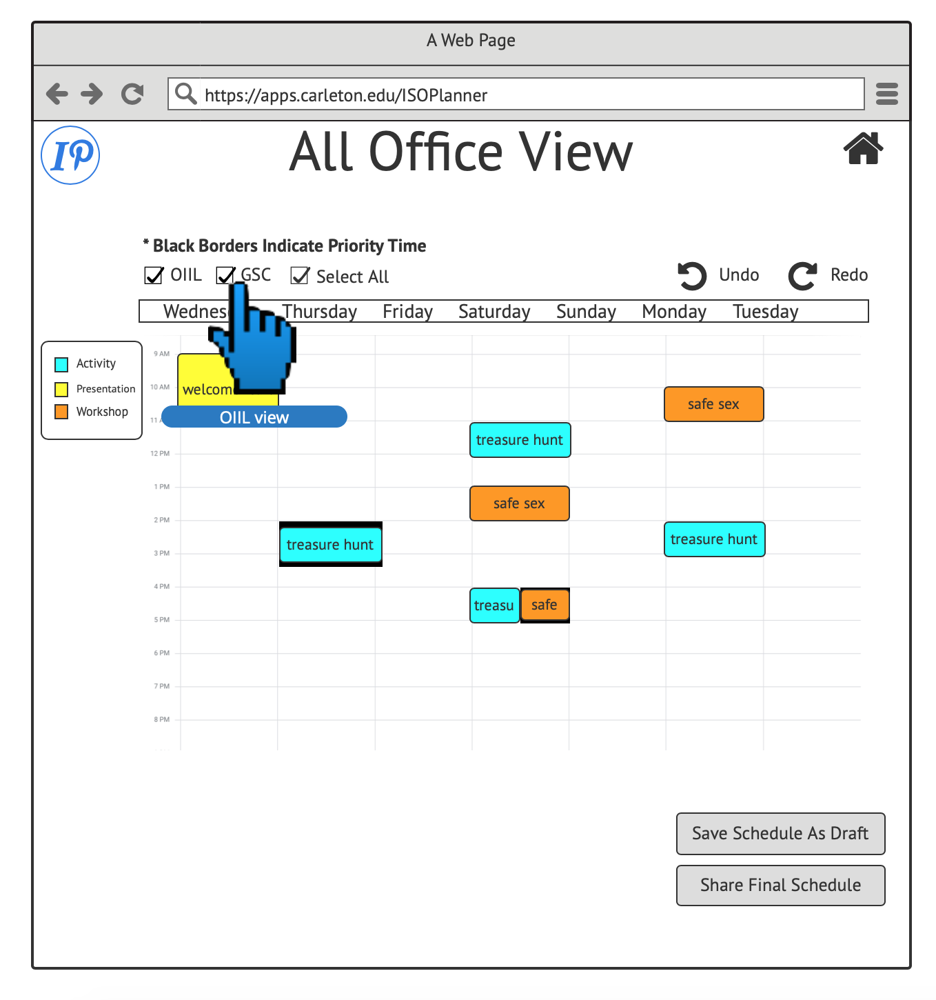 A Web Page
https://apps.carleton.edu/ISOPlanner
IP
All Office View
* Black Borders Indicate Priority Time
OIIL GSC Select All Undo Redo
Wednes Thursday Friday Saturday Sunday Monday Tuesday
Activity
Presentation
Workshop
9 AM
10 AM
11 A
12 PM
1 PM
2 PM
3 PM
4 PM
5 PM
6 PM
7 PM
8 PM
welcom
OIIL view
safe sex
treasure hunt
safe sex
treasure hunt
treasure hunt
treasu safe
Save Schedule As Draft
Share Final Schedule